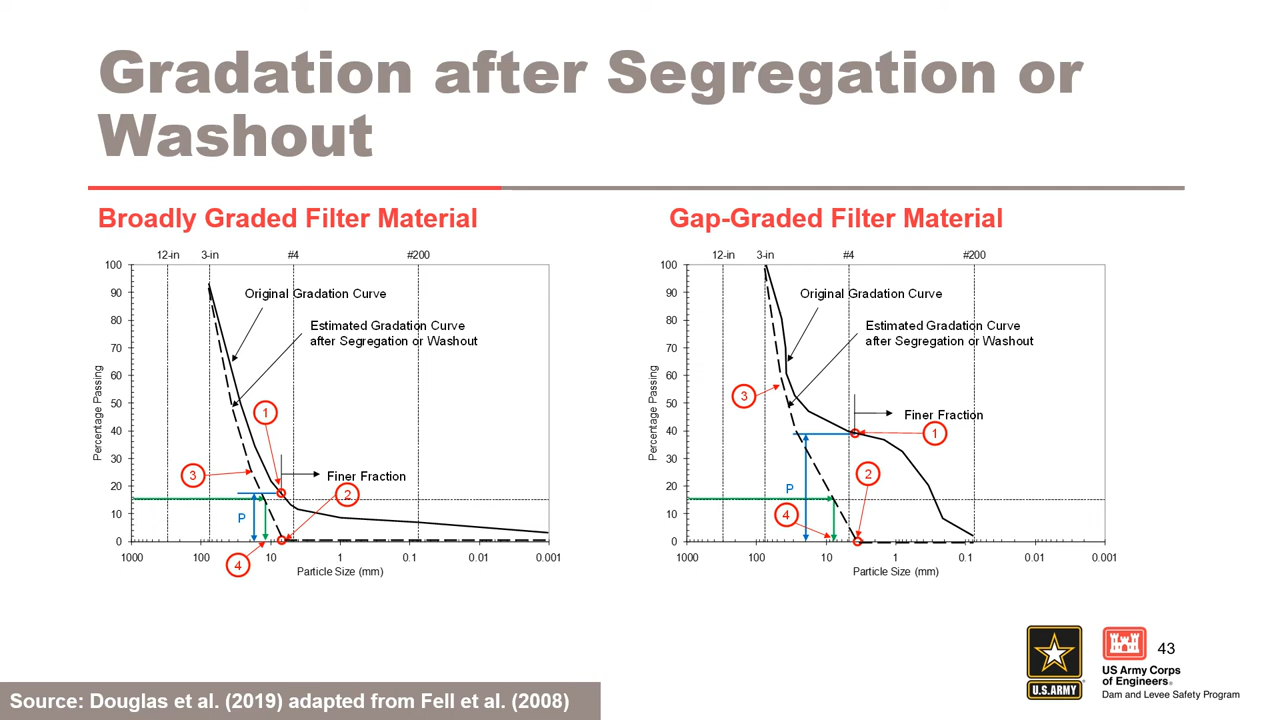 Gradation after Segregation or
Washout
Broadly Graded Filter Material
12-in
3-in
#4
#200
100
90
80
70
60
50
40
30
20
10
0
Percentage Passing
Original Gradation Curve
Estimated Gradation Curve
after Segregation or Washout
1
3
Finer Fraction
2
P
4
1000
100
10
1
0.1
0.01
0.001
Particle Size (mm)
Gap-Graded Filter Material
12-in
3-in
#4
#200
100
90
80
70
60
50
40
30
20
10
0
Percentage Passing
Original Gradation Curve
Estimated Gradation Curve
after Segregation or Washout
3
Finer Fraction
1
2
P
4
1000
100
10
1
0.1
0.01
0.001
Particle Size (mm)
43
U.S.ARMY
US Army Corps
of Engineers®
Dam and Levee Safety Program
Source: Douglas et al. (2019) adapted from Fell et al. (2008)